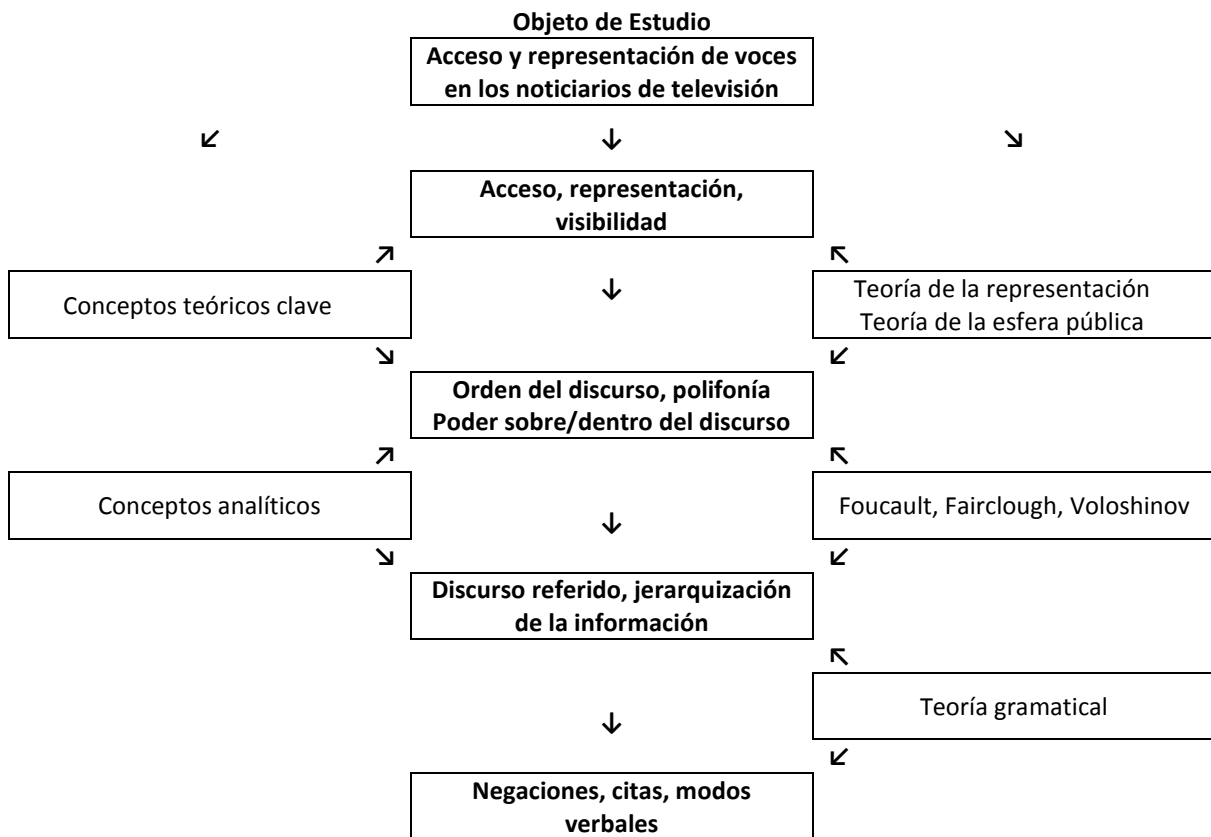 Objeto de Estudio
Acceso y representación de voces
en los noticiarios de televisión
↙ ↓ ↘
Acceso, representación,
visibilidad
↗ ↖
↓
Conceptos teóricos clave
Teoría de la representación
Teoría de la esfera pública
↘ ↙
Orden del discurso, polifonía
Poder sobre/dentro del discurso
↗ ↖
Conceptos analíticos
↓
Foucault, Fairclough, Voloshinov
↘ ↙
Discurso referido, jerarquización
de la información
↖
Teoría gramatical
↓
↙
Negaciones, citas, modos
verbales